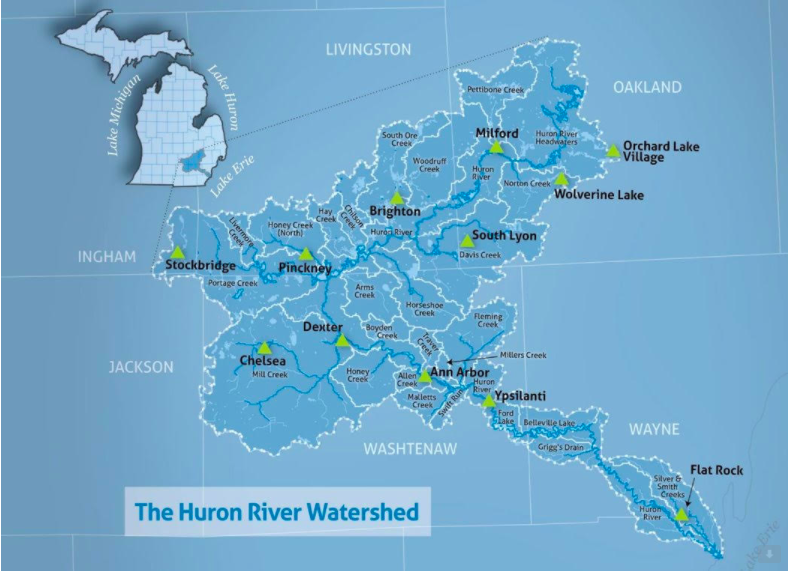 LIVINGSTON
OAKLAND
Lake Michigan
Lake Huron
Lake Erie
Pettibone Creek
Milford
Huron River
Headwaters
Orchard Lake
Village
South Ore
Creek
Woodruff
Creek
Huron
River
Norton Creek
Wolverine Lake
Brighton
Hay
Creek
Chilson
Creek
Livermore
Creek
Honey Creek
(North)
Huron River
South Lyon
Davis Creek
INGHAM
Stockbridge
Pinckney
Portage Creek
Arms
Creek
Horseshoe
Creek
Fleming
Creek
Dexter
Boyden
Creek
Traver
Creek
Millers Creek
JACKSON
Chelsea
Mill Creek
Honey
Creek
Allen
Creek
Ann Arbor
Malletts
Creek
Swift Run
Huron
River
Ypsilanti
Ford
Lake
Belleville Lake
Grigg's Drain
WAYNE
WASHTENAW
Flat Rock
Silver &
Smith
Creeks
Huron
River
The Huron River Watershed
Lake Erie